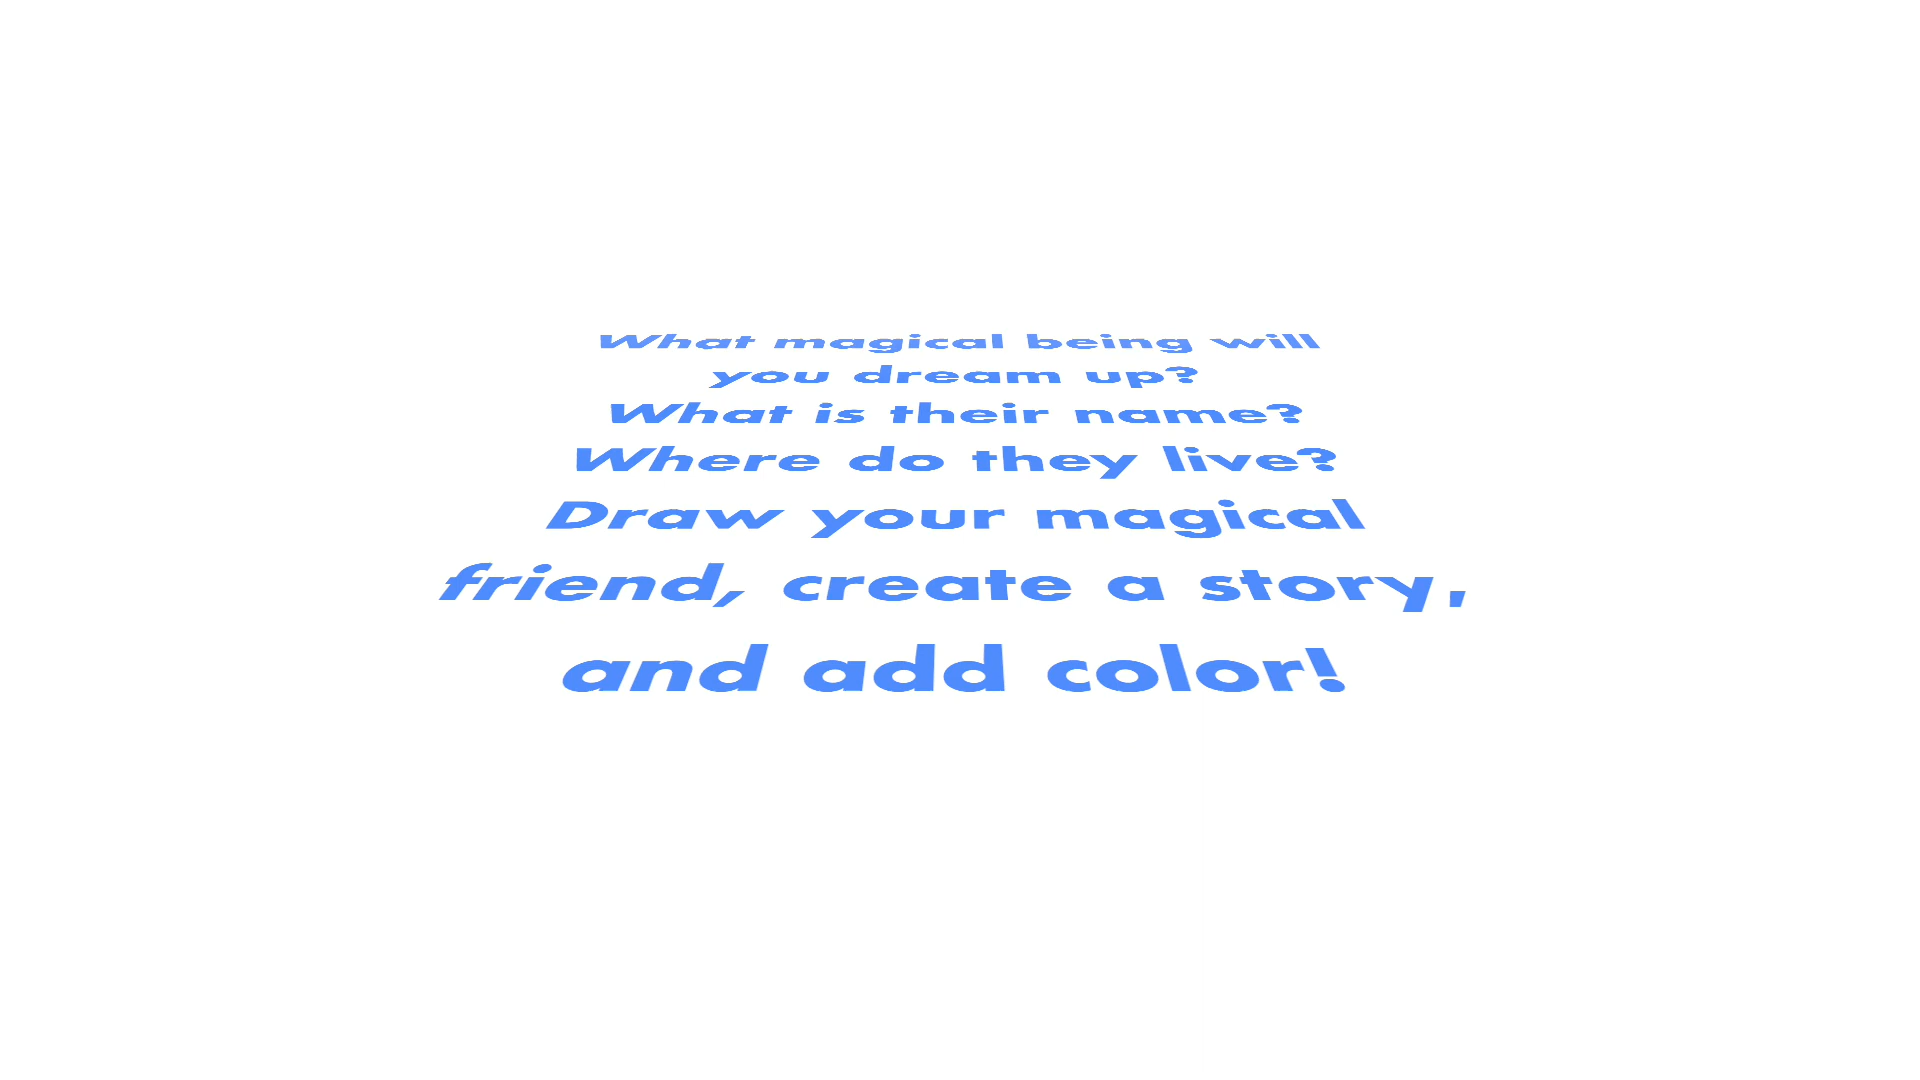 What magical being will
you dream up?
What is their name?
Where do they live?
Draw your magical
friend, create a story,
and add color!